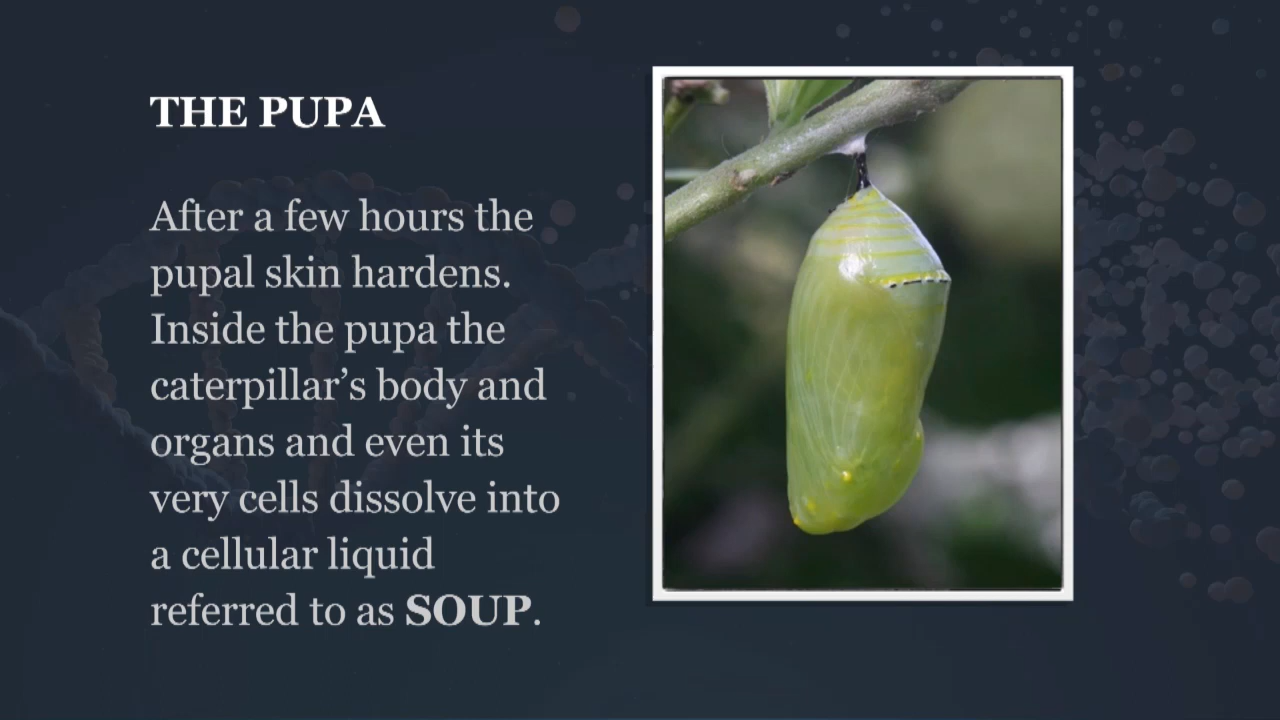 THE PUPA
After a few hours the
pupal skin hardens.
Inside the pupa the
caterpillar’s body and
organs and even its
very cells dissolve into
a cellular liquid
referred to as SOUP.